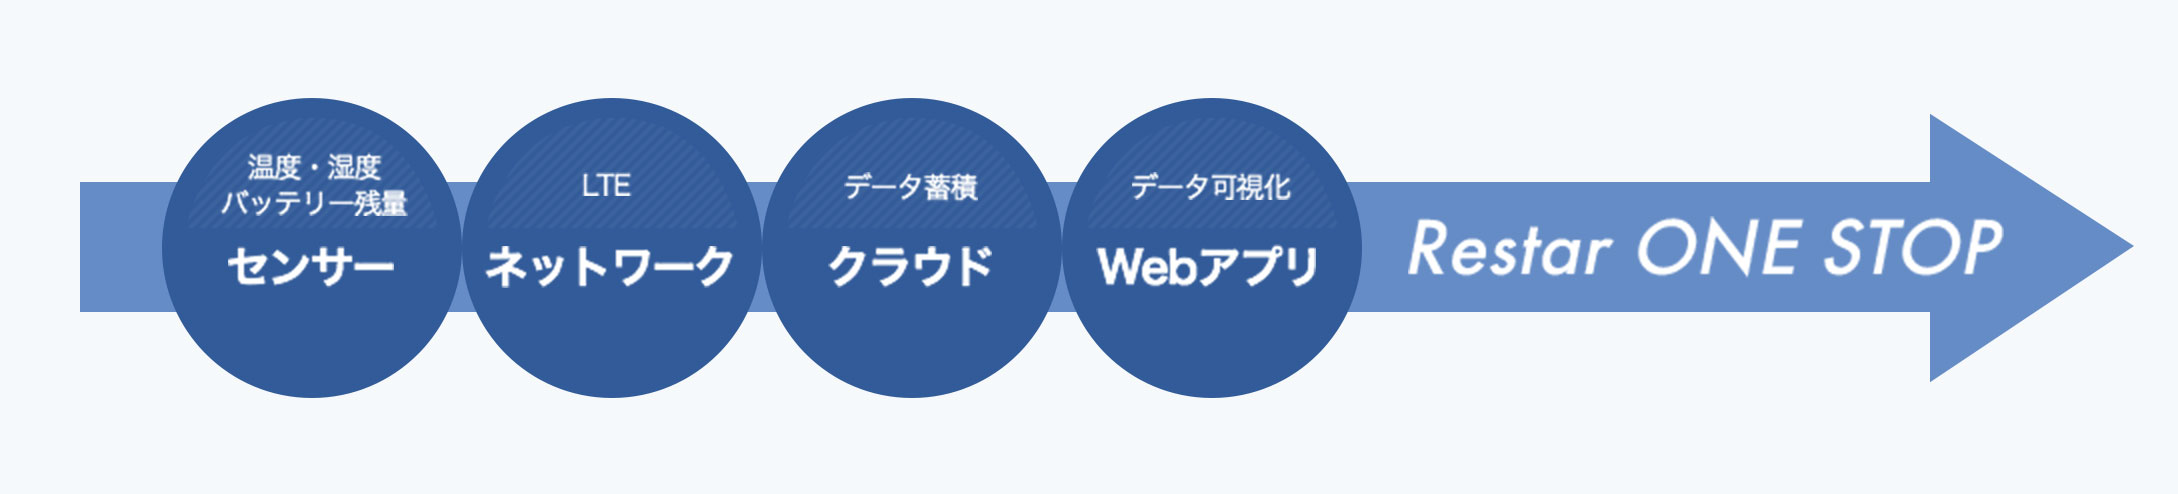 温度・湿度
バッテリー残量
センサー
LTE
ネットワーク
データ蓄積
クラウド
データ可視化
Webアプリ
Restar ONE STOP